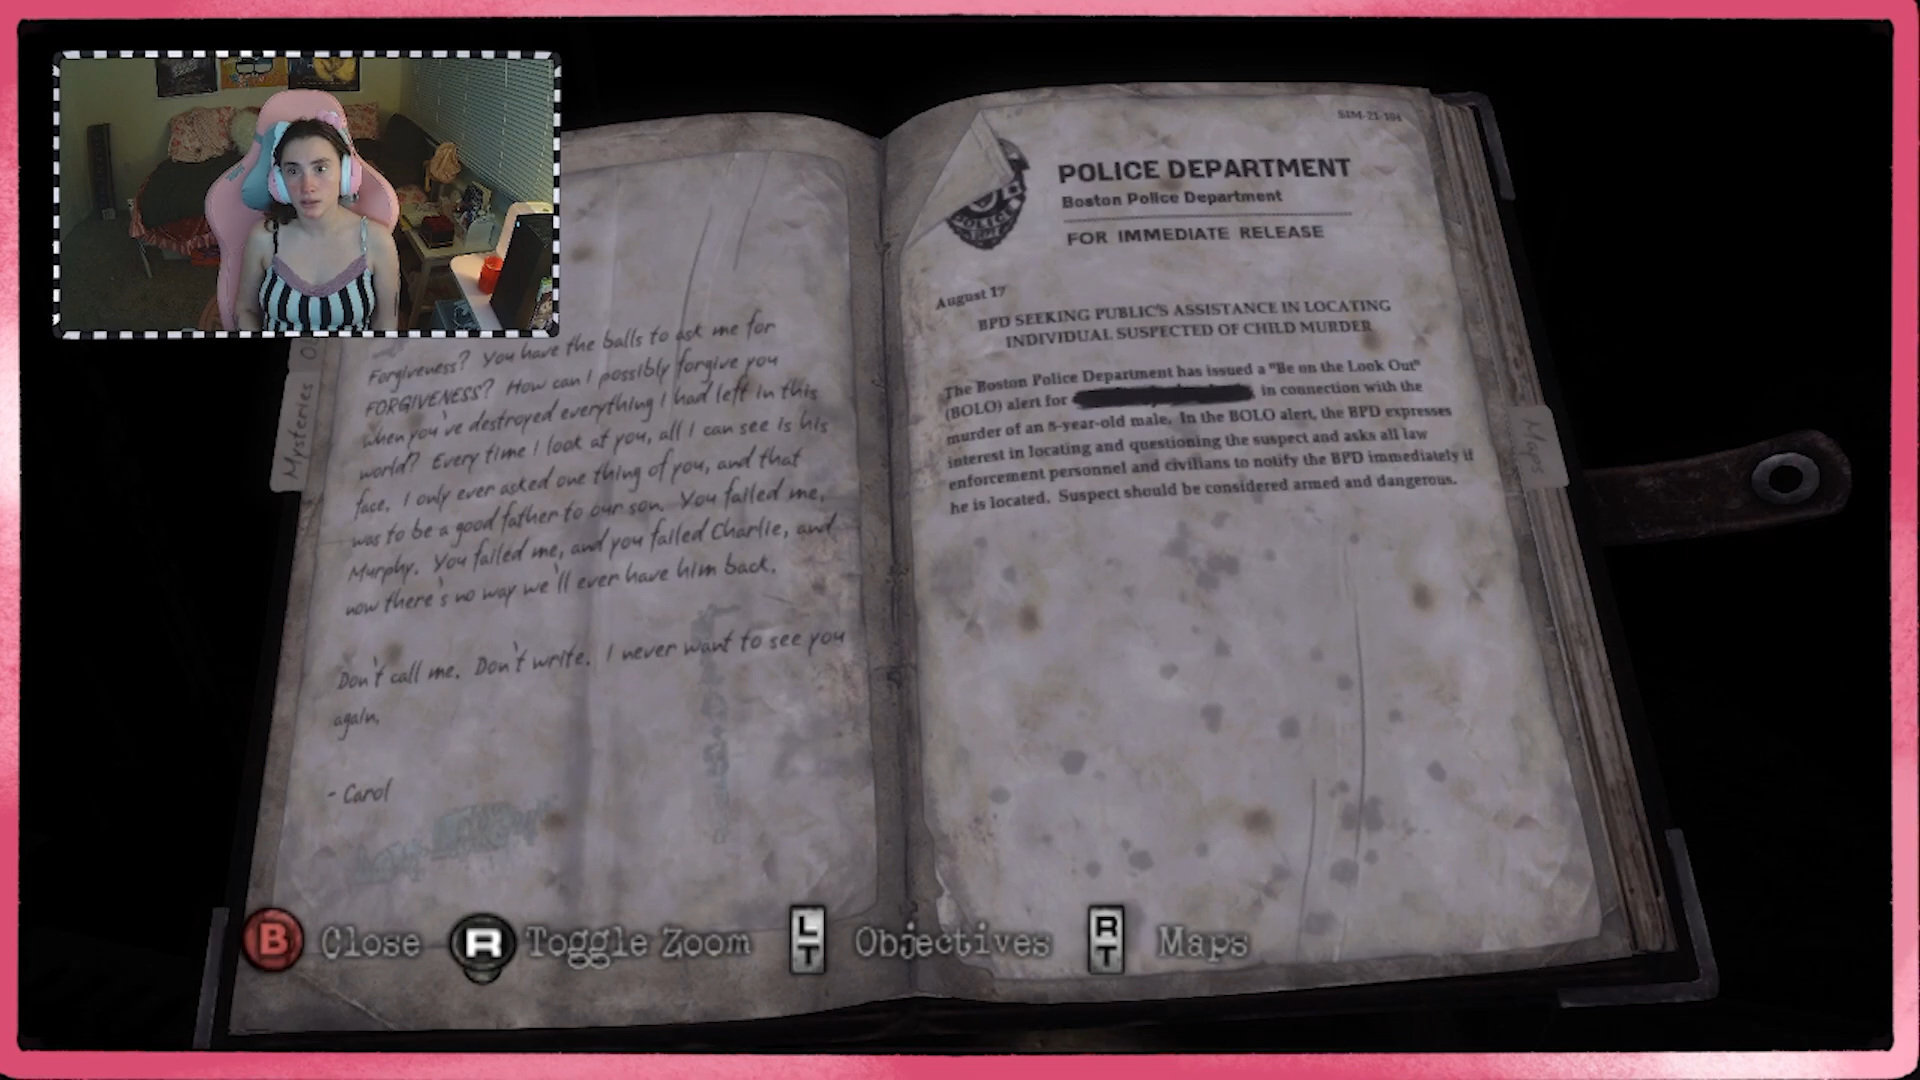 Forgiveness? You have the balls to ask me for
FORGIVENESS? How can I possibly forgive you
when you've destroyed everything I had left in this
world? Every time I look at you, all I can see is his
face. I only ever asked one thing of you, and that
was to be a good father to our son. You failed me,
Murphy. You failed me, and you failed Charlie, and
now there's no way we'll ever have him back.
Don't call me. Don't write. I never want to see you
again.
- Carol
Mysteries
SIM-21-104
POLICE DEPARTMENT
Boston Police Department
FOR IMMEDIATE RELEASE
August 17
BPD SEEKING PUBLIC'S ASSISTANCE IN LOCATING
INDIVIDUAL SUSPECTED OF CHILD MURDER
The Boston Police Department has issued a "Be on the Look Out"
(BOLO) alert for , in connection with the
murder of an 8-year-old male. In the BOLO alert, the BPD expresses
interest in locating and questioning the suspect and asks all law
enforcement personnel and civilians to notify the BPD immediately if
he is located. Suspect should be considered armed and dangerous.
POLICE
Maps
B Close R Toggle Zoom LT Objectives RT Maps